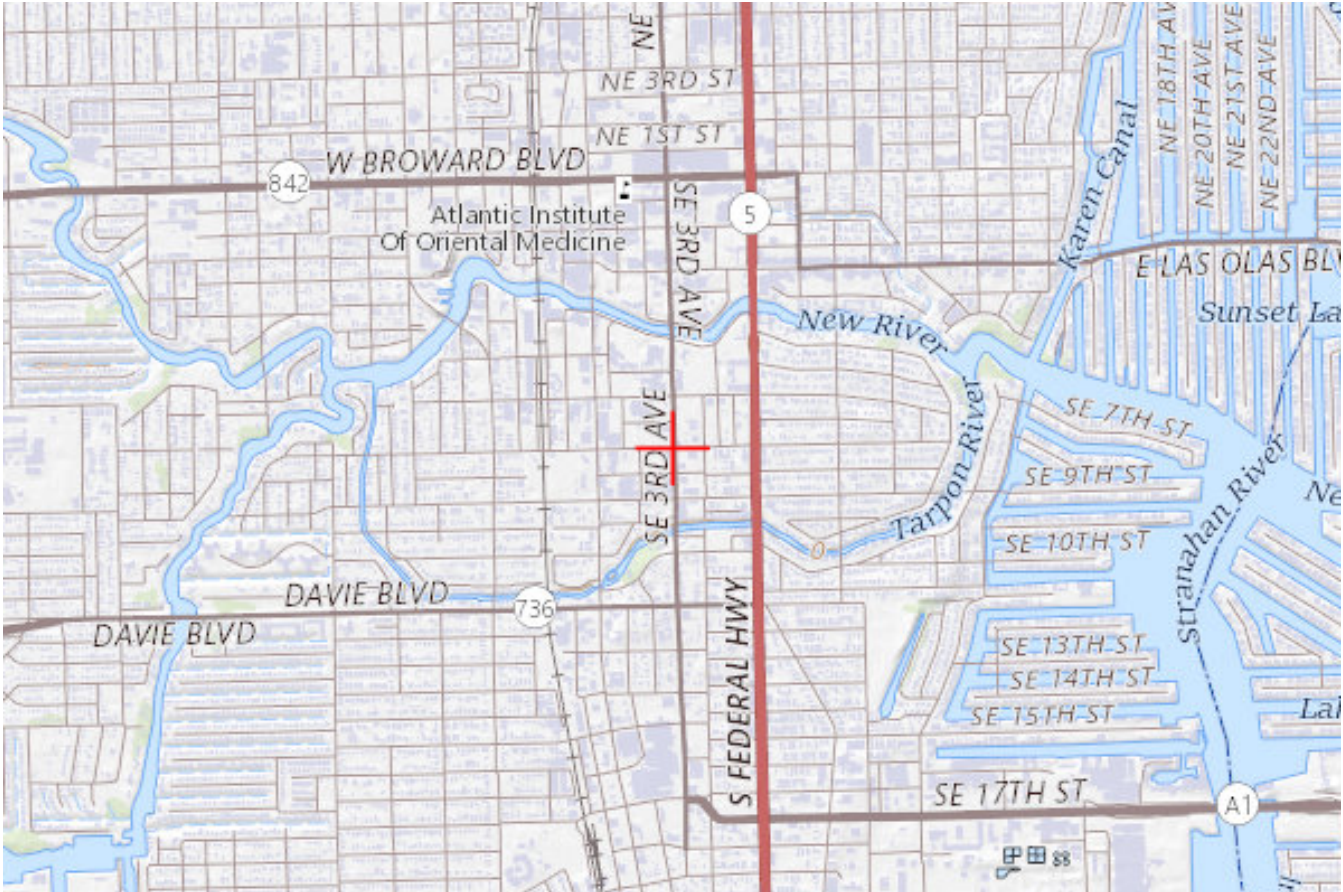 NE
NE 3RD ST
NE 1ST ST
W BROWARD BLVD
842
Atlantic Institute
Of Oriental Medicine
SE 3RD AVE
5
Karen Canal
NE 18TH AV
NE 20TH AVE
NE 21ST AVE
NE 22ND AVE
E LAS OLAS BLV
Sunset La
New River
SE 3RD AVE
Tarpon River
SE 7TH ST
SE 9TH ST
SE 10TH ST
Stranahan River
Ne
DAVIE BLVD
736
DAVIE BLVD
S FEDERAL HWY
SE 13TH ST
SE 14TH ST
SE 15TH ST
Lal
SE 17TH ST
A1